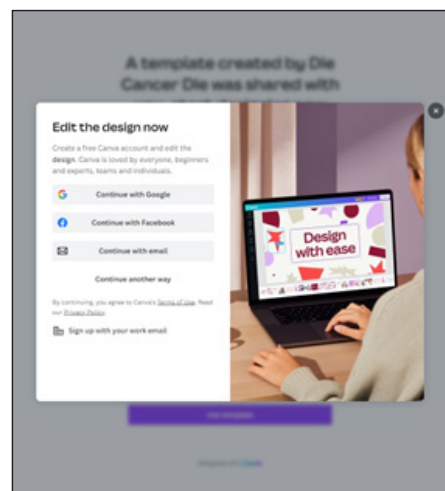 A template created by Die
Cancer Die was shared with
Edit the design now
Create a free Canva account and edit the
design. Canva is loved by everyone, beginners
and experts, teams and individuals.
Continue with Google
Continue with Facebook
Continue with email
Continue another way
By continuing, you agree to Canva's Terms of Use. Read
our Privacy Policy.
Sign up with your work email
Design
with ease
Use template